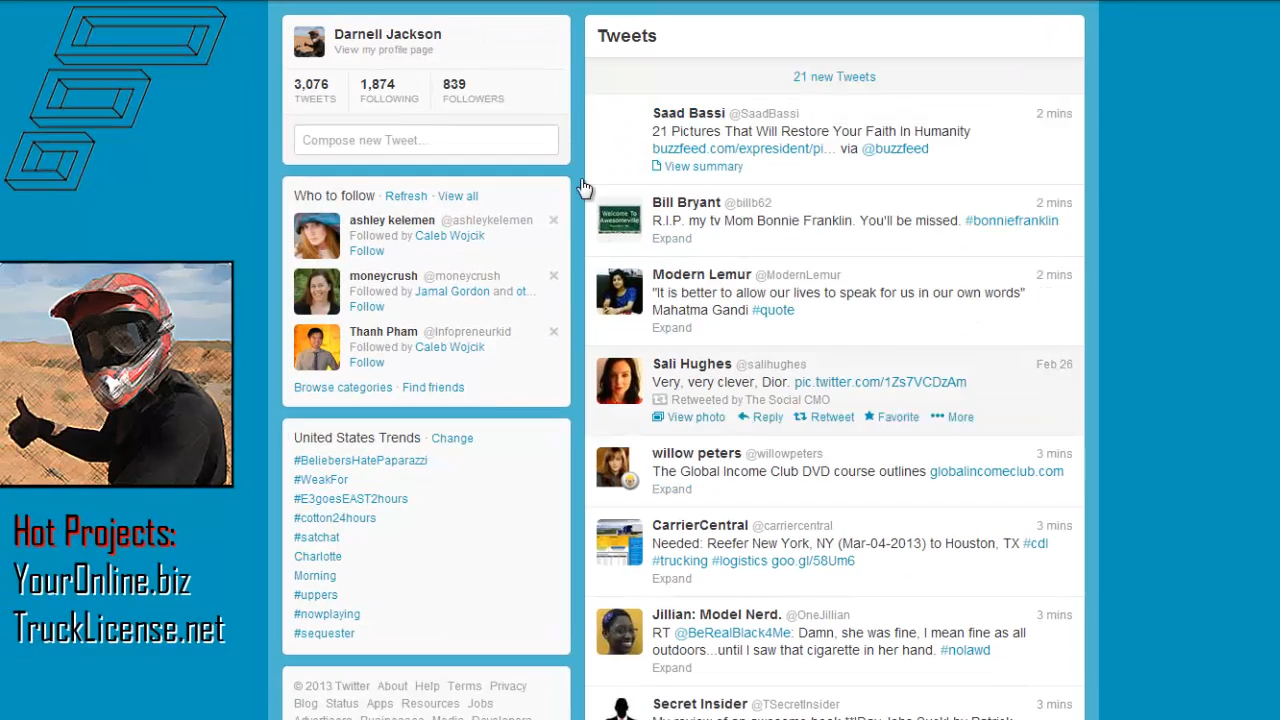 Darnell Jackson
View my profile page
3,076
TWEETS
1,874
FOLLOWING
839
FOLLOWERS
Compose new Tweet...
Who to follow · Refresh · View all
ashley kelemen @ashleykelemen
Followed by Caleb Wojcik
Follow
moneycrush @moneycrush
Followed by Jamal Gordon and ot...
Follow
Thanh Pham @Infopreneurkid
Followed by Caleb Wojcik
Follow
Browse categories · Find friends
United States Trends · Change
#BeliebersHatePaparazzi
#WeakFor
#E3goesEAST2hours
#cotton24hours
#satchat
Charlotte
Morning
#uppers
#nowplaying
#sequester
© 2013 Twitter About Help Terms Privacy
Blog Status Apps Resources Jobs
Advertisers Businesses Media Developers
Tweets
21 new Tweets
Saad Bassi @SaadBassi 2 mins
21 Pictures That Will Restore Your Faith In Humanity
buzzfeed.com/expresident/pi... via @buzzfeed
View summary
Bill Bryant @billb62 2 mins
R.I.P. my tv Mom Bonnie Franklin. You'll be missed. #bonniefranklin
Expand
Modern Lemur @ModernLemur 2 mins
"It is better to allow our lives to speak for us in our own words"
Mahatma Gandi #quote
Expand
Sali Hughes @salihughes Feb 26
Very, very clever, Dior. pic.twitter.com/1Zs7VCDzAm
Retweeted by The Social CMO
View photo Reply Retweet Favorite More
willow peters @willowpeters 3 mins
The Global Income Club DVD course outlines globalincomeclub.com
Expand
CarrierCentral @carriercentral 3 mins
Needed: Reefer New York, NY (Mar-04-2013) to Houston, TX #cdl
#trucking #logistics goo.gl/58Um6
Expand
Jillian: Model Nerd. @OneJillian 3 mins
RT @BeRealBlack4Me: Damn, she was fine, I mean fine as all
outdoors...until I saw that cigarette in her hand. #nolawd
Expand
Secret Insider @TSecretInsider 3 mins
Hot Projects:
YourOnline.biz
TruckLicense.net